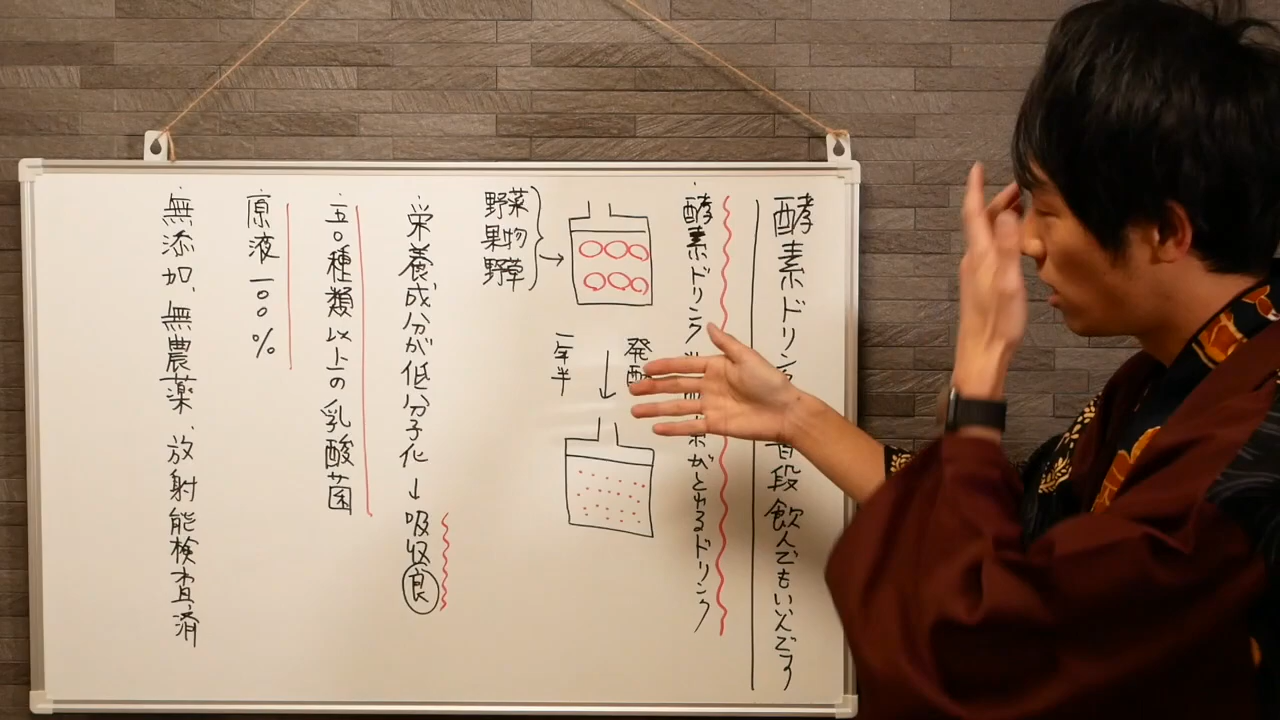 酵素ドリン
段飲んでもいいんです
酵素ドリンク
がとれるドリンク
野菜
果物
野草
発酵
一年半
・栄養成分が低分子化→吸収良
・五〇種類以上の乳酸菌
・原液一〇〇%
・無添加、無農薬、放射能検査済